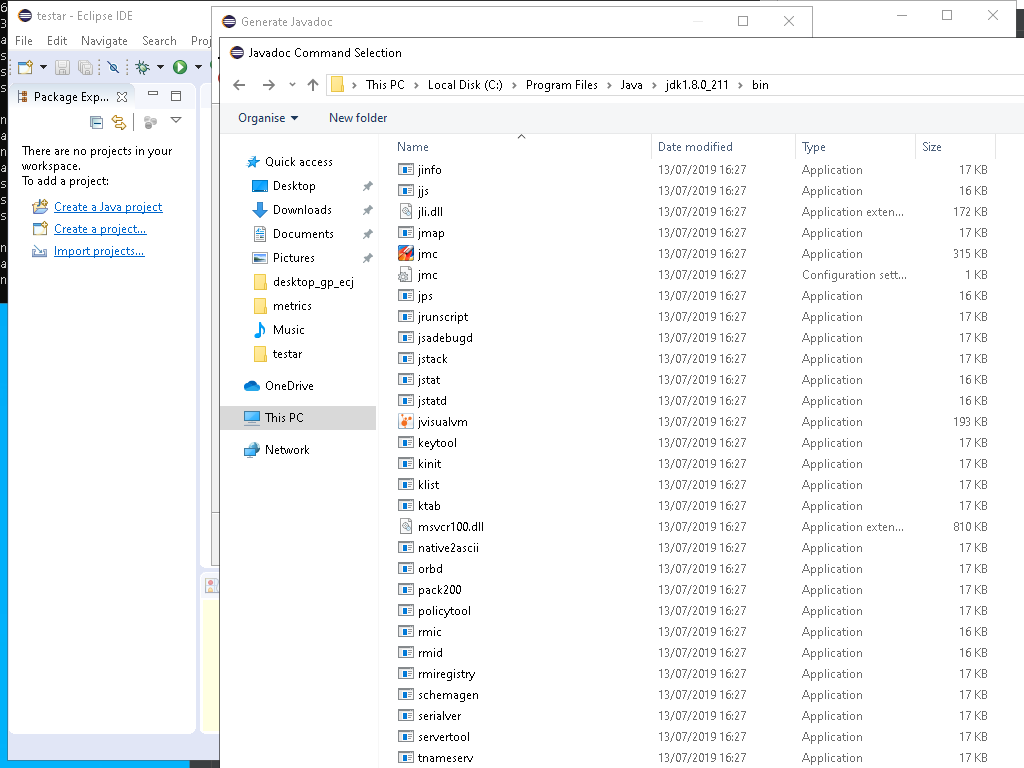 testar - Eclipse IDE
File Edit Navigate Search Proj
Package Exp...
There are no projects in your
workspace.
To add a project:
Create a Java project
Create a project...
Import projects...
Generate Javadoc
Javadoc Command Selection
This PC > Local Disk (C:) > Program Files > Java > jdk1.8.0_211 > bin
Organise New folder
Quick access
Desktop
Downloads
Documents
Pictures
desktop_gp_ecj
metrics
Music
testar
OneDrive
This PC
Network
Name Date modified Type Size
jinfo 13/07/2019 16:27 Application 17 KB
jjs 13/07/2019 16:27 Application 16 KB
jli.dll 13/07/2019 16:27 Application exten... 172 KB
jmap 13/07/2019 16:27 Application 17 KB
jmc 13/07/2019 16:27 Application 315 KB
jmc 13/07/2019 16:27 Configuration sett... 1 KB
jps 13/07/2019 16:27 Application 16 KB
jrunscript 13/07/2019 16:27 Application 17 KB
jsadebugd 13/07/2019 16:27 Application 17 KB
jstack 13/07/2019 16:27 Application 17 KB
jstat 13/07/2019 16:27 Application 16 KB
jstatd 13/07/2019 16:27 Application 16 KB
jvisualvm 13/07/2019 16:27 Application 193 KB
keytool 13/07/2019 16:27 Application 17 KB
kinit 13/07/2019 16:27 Application 17 KB
klist 13/07/2019 16:27 Application 17 KB
ktab 13/07/2019 16:27 Application 17 KB
msvcr100.dll 13/07/2019 16:27 Application exten... 810 KB
native2ascii 13/07/2019 16:27 Application 17 KB
orbd 13/07/2019 16:27 Application 17 KB
pack200 13/07/2019 16:27 Application 17 KB
policytool 13/07/2019 16:27 Application 17 KB
rmic 13/07/2019 16:27 Application 16 KB
rmid 13/07/2019 16:27 Application 16 KB
rmiregistry 13/07/2019 16:27 Application 17 KB
schemagen 13/07/2019 16:27 Application 17 KB
serialver 13/07/2019 16:27 Application 17 KB
servertool 13/07/2019 16:27 Application 17 KB
tnameserv 13/07/2019 16:27 Application 17 KB